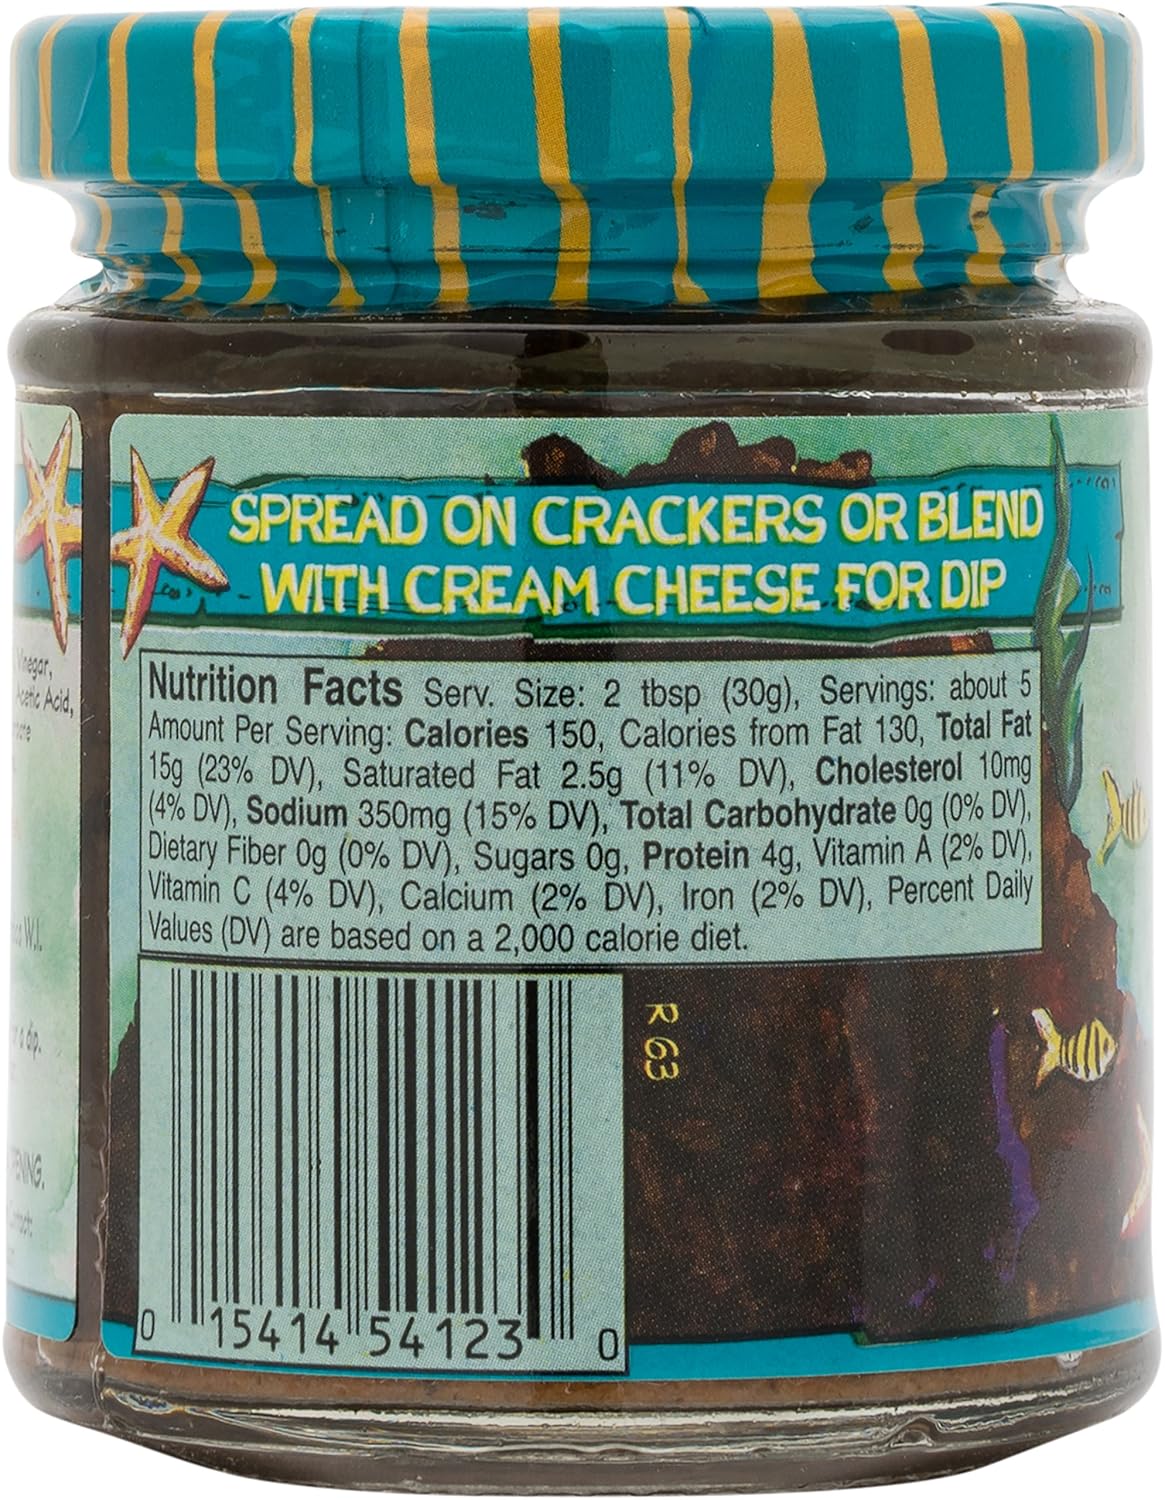 SPREAD ON CRACKERS OR BLEND
WITH CREAM CHEESE FOR DIP
Vinegar,
Acetic Acid,
Nutrition Facts Serv. Size: 2 tbsp (30g), Servings: about 5
Amount Per Serving: Calories 150, Calories from Fat 130, Total Fat
15g (23% DV), Saturated Fat 2.5g (11% DV), Cholesterol 10mg
(4% DV), Sodium 350mg (15% DV), Total Carbohydrate 0g (0% DV),
Dietary Fiber 0g (0% DV), Sugars 0g, Protein 4g, Vitamin A (2% DV),
Vitamin C (4% DV), Calcium (2% DV), Iron (2% DV), Percent Daily
Values (DV) are based on a 2,000 calorie diet.
W.I.
a dip.
R 63
0 15414 54123 0